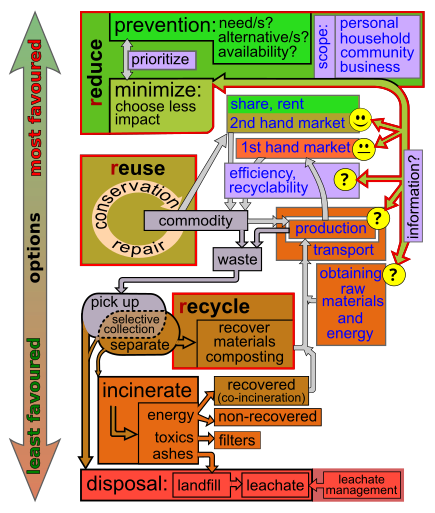 most favoured
options
least favoured
reduce
prevention:
need/s?
alternative/s?
availability?
scope:
personal
household
community
business
prioritize
minimize:
choose less
impact
share, rent
2nd hand market
1st hand market
efficiency,
recyclability
?
?
?
information?
reuse
conservation
repair
commodity
production
transport
waste
obtaining
raw
materials
and
energy
pick up
selective
collection
separate
recycle
recover
materials
composting
incinerate
energy
toxics
ashes
recovered
(co-incineration)
non-recovered
filters
disposal:
landfill
leachate
leachate
management